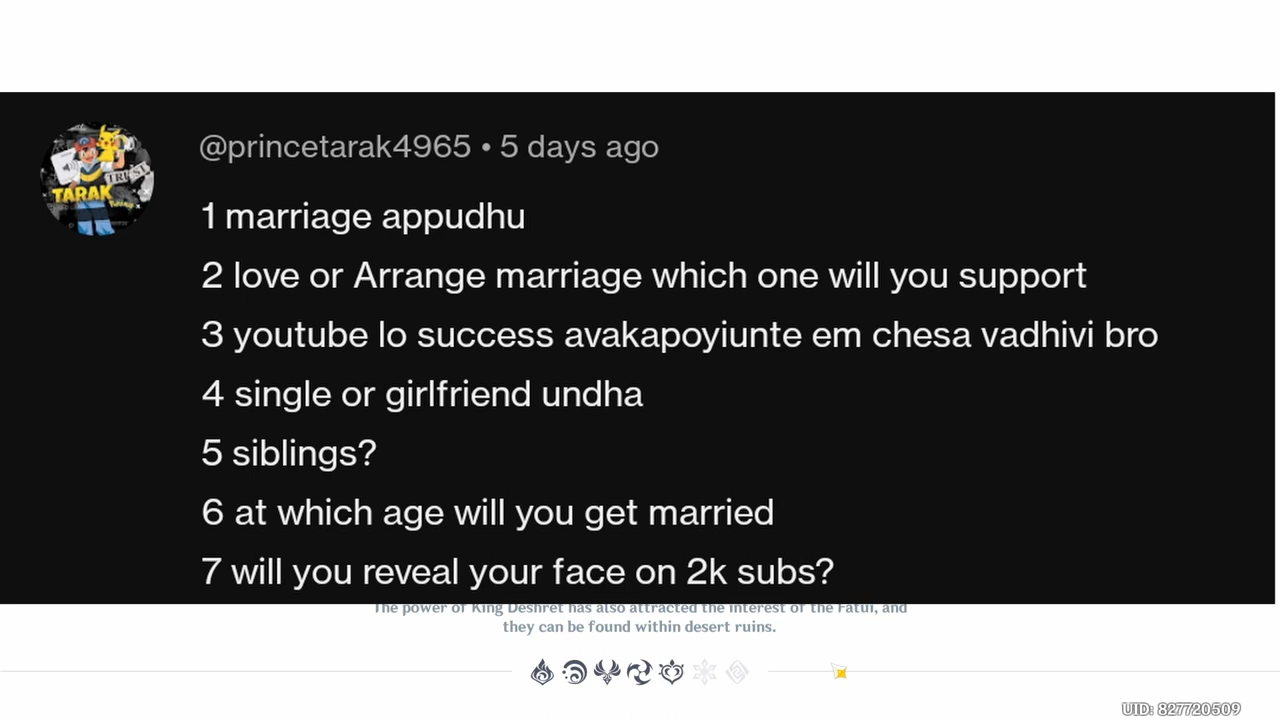 @princetarak4965 • 5 days ago
TARAK
1 marriage appudhu
2 love or Arrange marriage which one will you support
3 youtube lo success avakapoyiunte em chesa vadhivi bro
4 single or girlfriend undha
5 siblings?
6 at which age will you get married
7 will you reveal your face on 2k subs?
The power of King Deshret has also attracted the interest of the Fatui, and
they can be found within desert ruins.
UID: 827720509